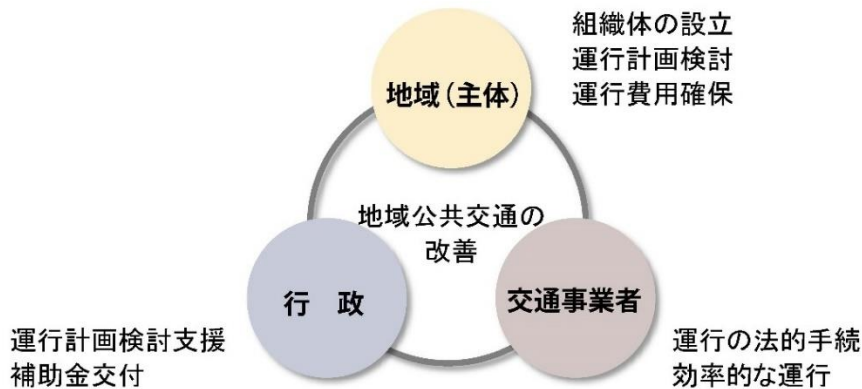 組織体の設立
運行計画検討
運行費用確保
地域(主体)
地域公共交通の
改善
行　政
交通事業者
運行計画検討支援
補助金交付
運行の法的手続
効率的な運行